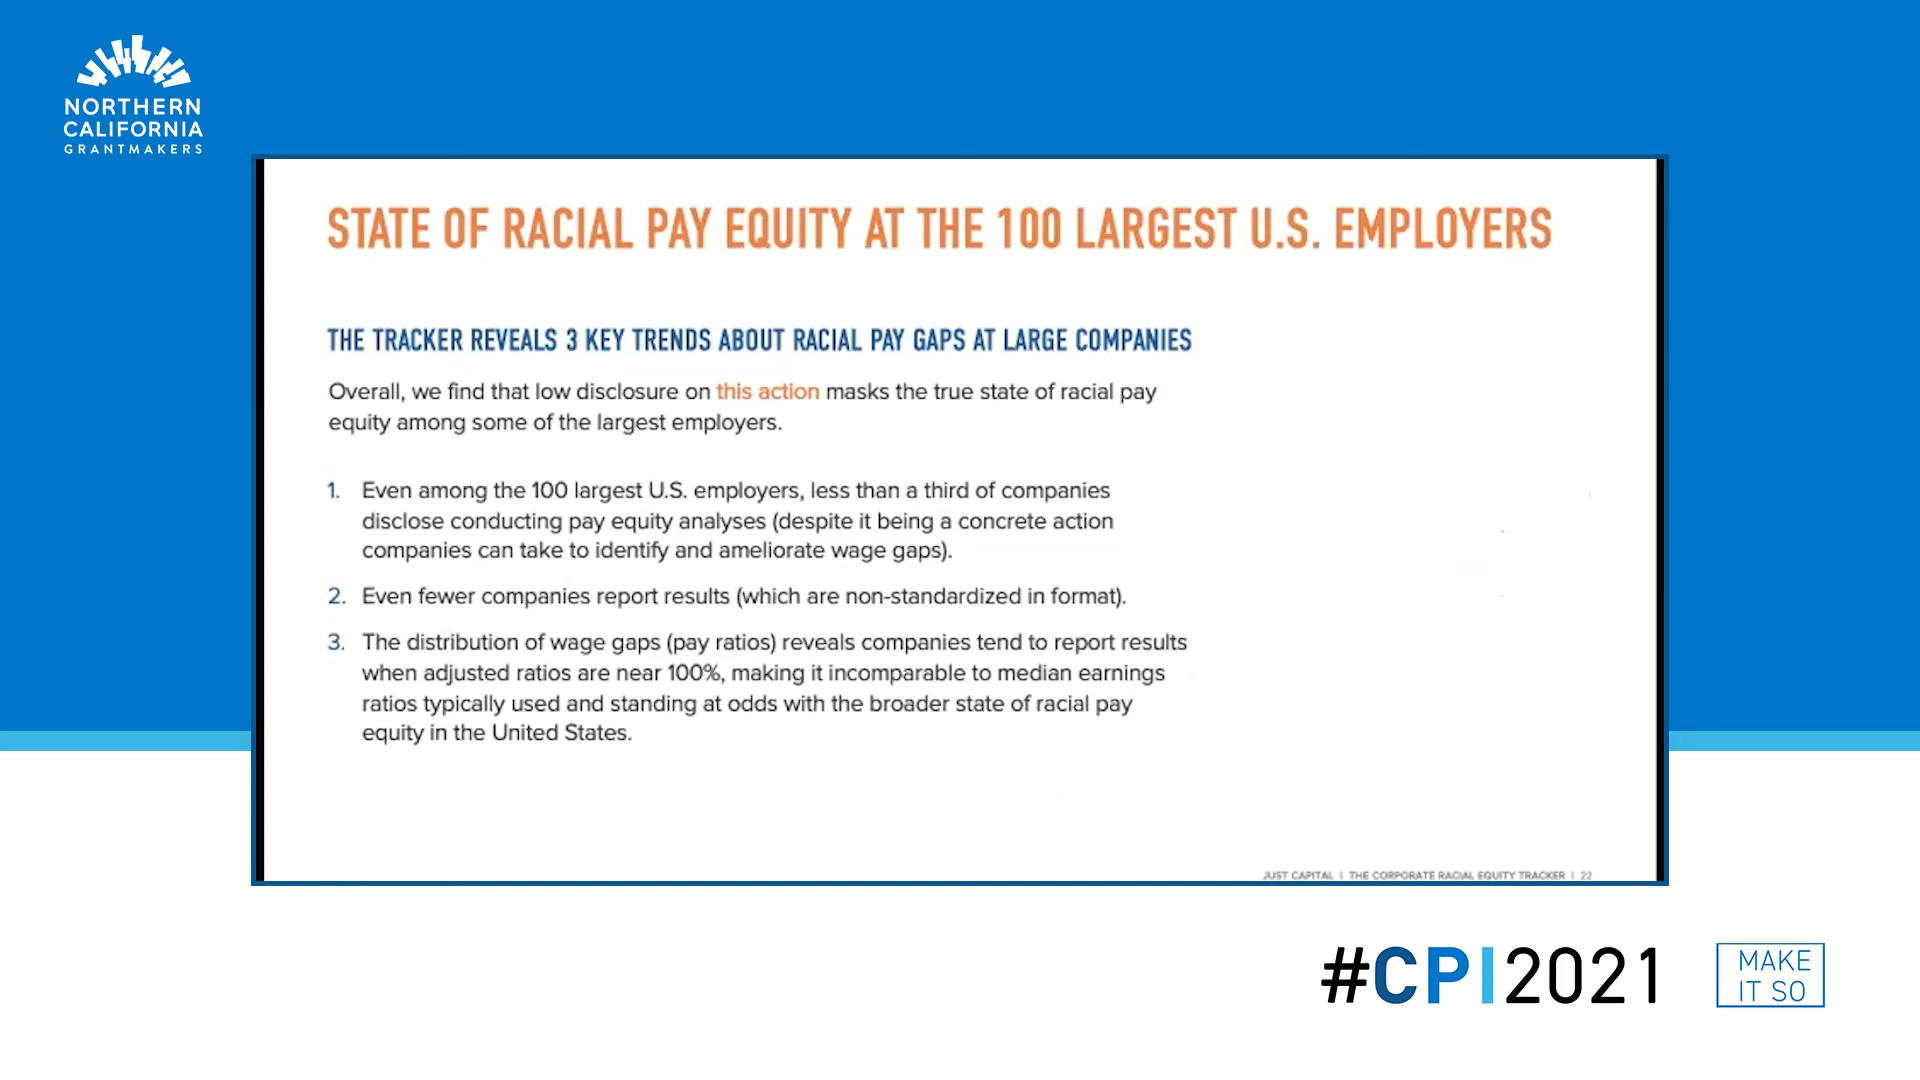 NORTHERN
CALIFORNIA
GRANTMAKERS
STATE OF RACIAL PAY EQUITY AT THE 100 LARGEST U.S. EMPLOYERS
THE TRACKER REVEALS 3 KEY TRENDS ABOUT RACIAL PAY GAPS AT LARGE COMPANIES
Overall, we find that low disclosure on this action masks the true state of racial pay
equity among some of the largest employers.
1. Even among the 100 largest U.S. employers, less than a third of companies
disclose conducting pay equity analyses (despite it being a concrete action
companies can take to identify and ameliorate wage gaps).
2. Even fewer companies report results (which are non-standardized in format).
3. The distribution of wage gaps (pay ratios) reveals companies tend to report results
when adjusted ratios are near 100%, making it incomparable to median earnings
ratios typically used and standing at odds with the broader state of racial pay
equity in the United States.
JUST CAPITAL | THE CORPORATE RACIAL EQUITY TRACKER | 22
#CPI2021
MAKE
IT SO